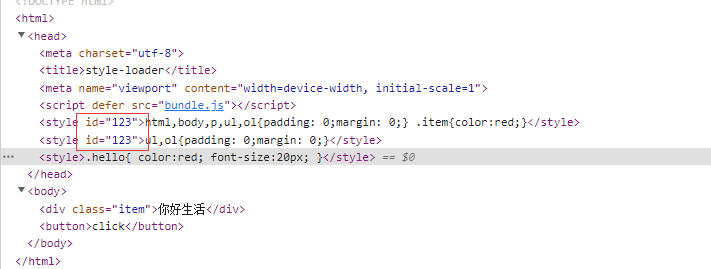 <!DOCTYPE html>
<html>
<head>
<meta charset="utf-8">
<title>style-loader</title>
<meta name="viewport" content="width=device-width, initial-scale=1">
<script defer src="bundle.js"></script>
<style id="123">html,body,p,ul,ol{padding: 0;margin: 0;} .item{color:red;}</style>
<style id="123">ul,ol{padding: 0;margin: 0;}</style>
<style>.hello{ color:red; font-size:20px; }</style> == $0
</head>
<body>
<div class="item">你好生活</div>
<button>click</button>
</body>
</html>